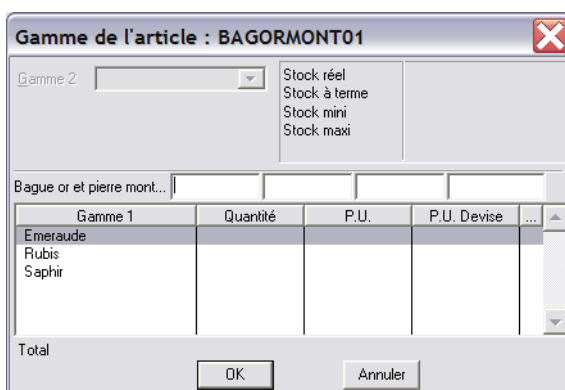 Gamme de l'article : BAGORMONT01
Gamme 2
Stock réel
Stock à terme
Stock mini
Stock maxi
Bague or et pierre mont...
Gamme 1 Quantité P.U. P.U. Devise ...
Emeraude
Rubis
Saphir
Total
OK Annuler